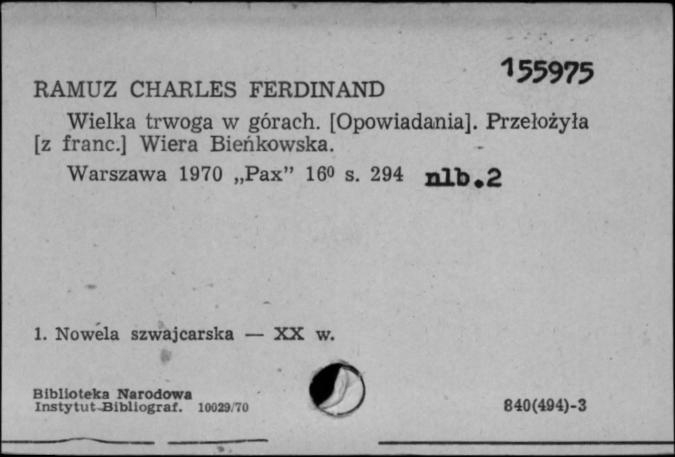 155975
RAMUZ CHARLES FERDINAND
Wielka trwoga w górach. [Opowiadania]. Przełożyła
[z franc.] Wiera Bieńkowska.
Warszawa 1970 „Pax” 16⁰ s. 294 nlb.2
1. Nowela szwajcarska — XX w.
Biblioteka Narodowa
Instytut Bibliograf. 10029/70
840(494)-3